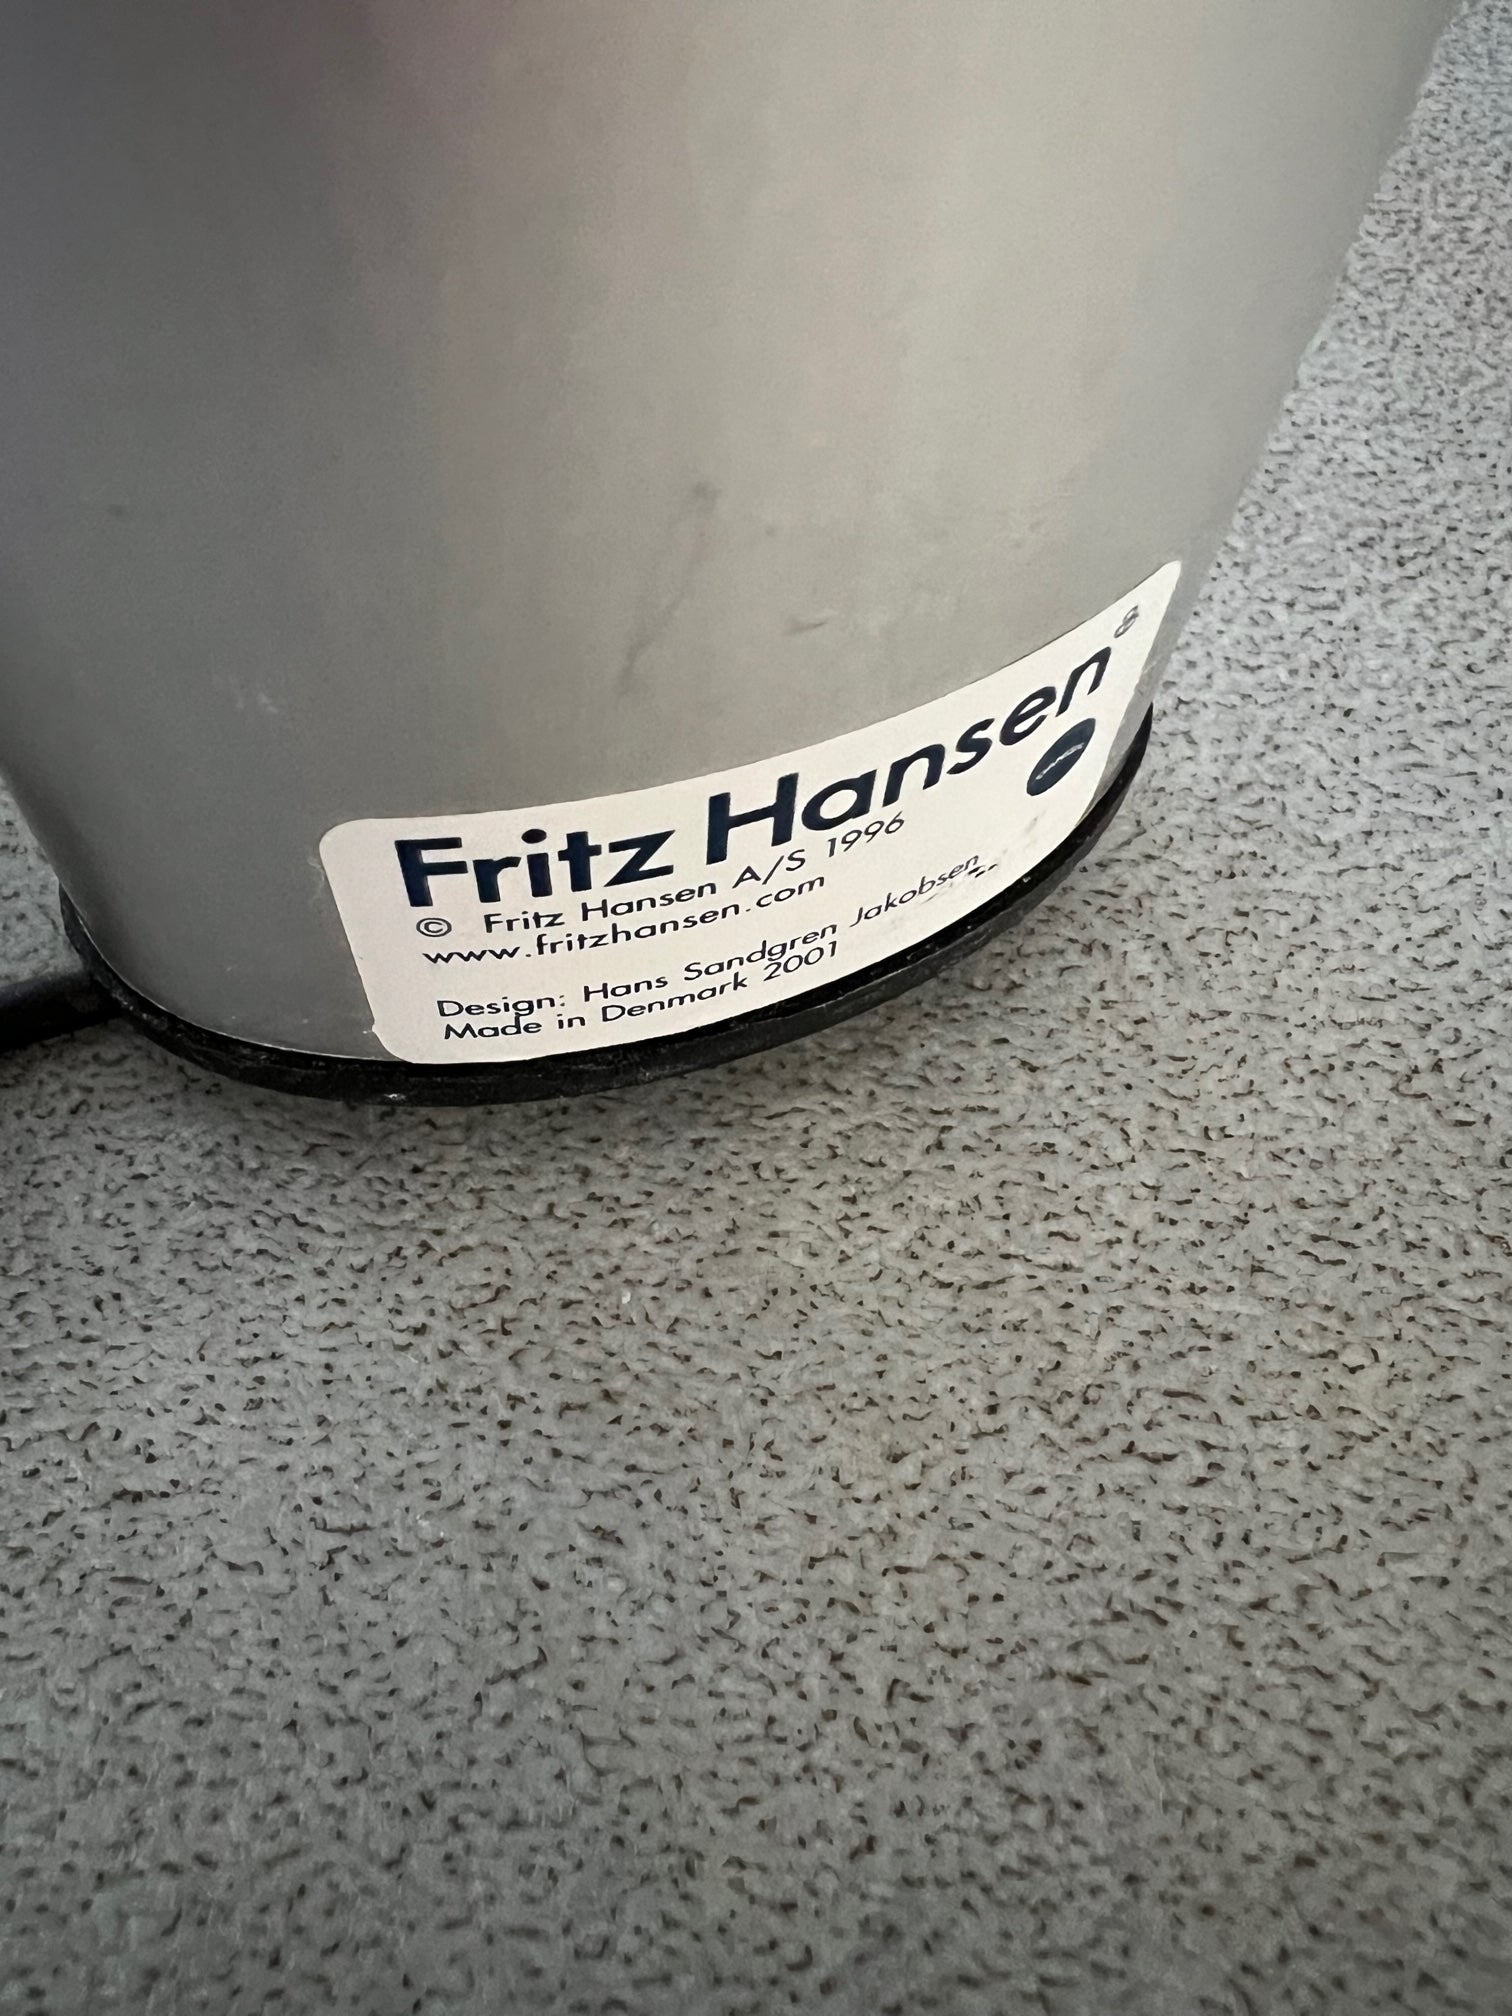 Fritz Hansen®
© Fritz Hansen A/S 1996
www.fritzhansen.com
Design: Hans Sandgren Jakobsen
Made in Denmark 2001